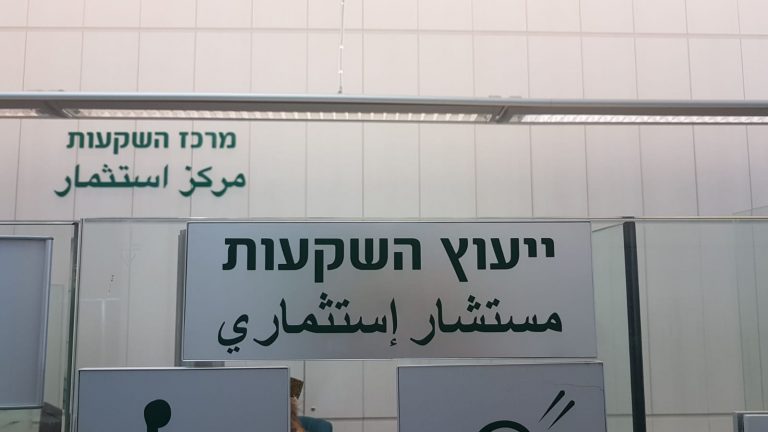 מרכז השקעות
مركز استثمار
ייעוץ השקעות
مستشار إستثماري